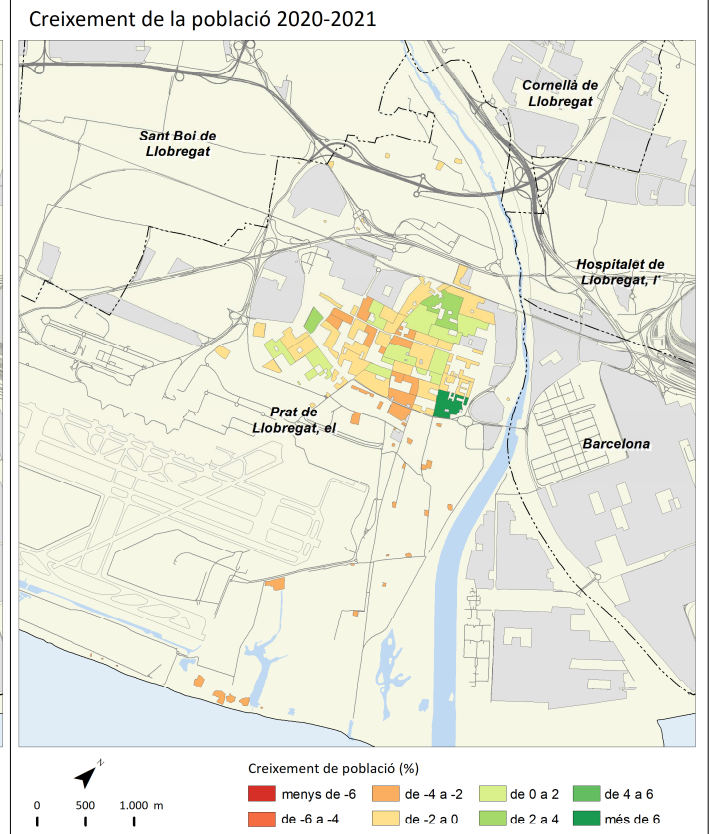 Creixement de la població 2020-2021
Cornellà de
Llobregat
Sant Boi de
Llobregat
Hospitalet de
Llobregat, l'
Prat de
Llobregat, el
Barcelona
N
0 500 1.000 m
Creixement de població (%)
menys de -6 de -4 a -2 de 0 a 2 de 4 a 6
de -6 a -4 de -2 a 0 de 2 a 4 més de 6